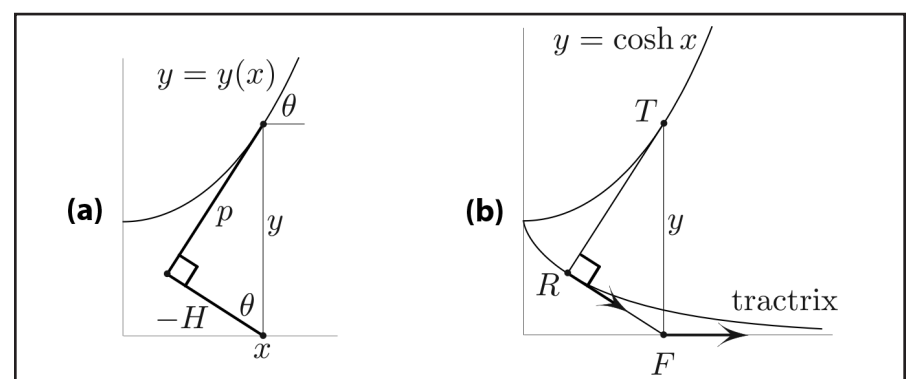 y = y(x)
θ
(a)
p
y
θ
−H
x
y = cosh x
T
(b)
y
R
tractrix
F